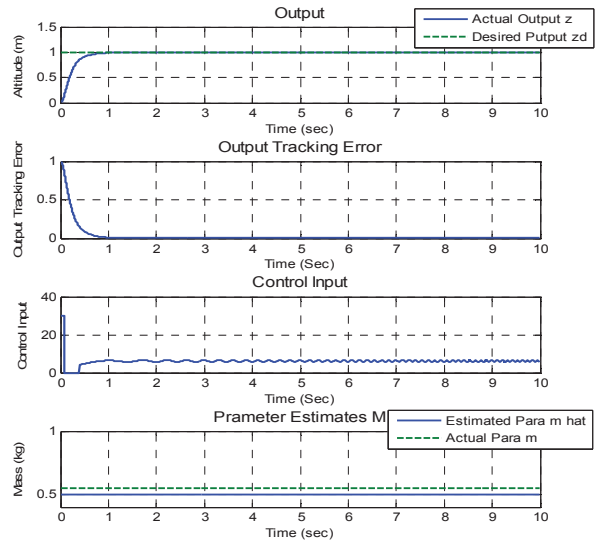 Output
Actual Output z
Desired Putput zd
Altitude (m)
1.5
1
0.5
0
0 1 2 3 4 5 6 7 8 9 10
Time (sec)
Output Tracking Error
Output Tracking Error
1
0.5
0
0 1 2 3 4 5 6 7 8 9 10
Time (Sec)
Control Input
Control Input
40
20
0
0 1 2 3 4 5 6 7 8 9 10
Time (Sec)
Prameter Estimates M
Estimated Para m hat
Actual Para m
Mass (kg)
1
0.5
0 1 2 3 4 5 6 7 8 9 10
Time (Sec)